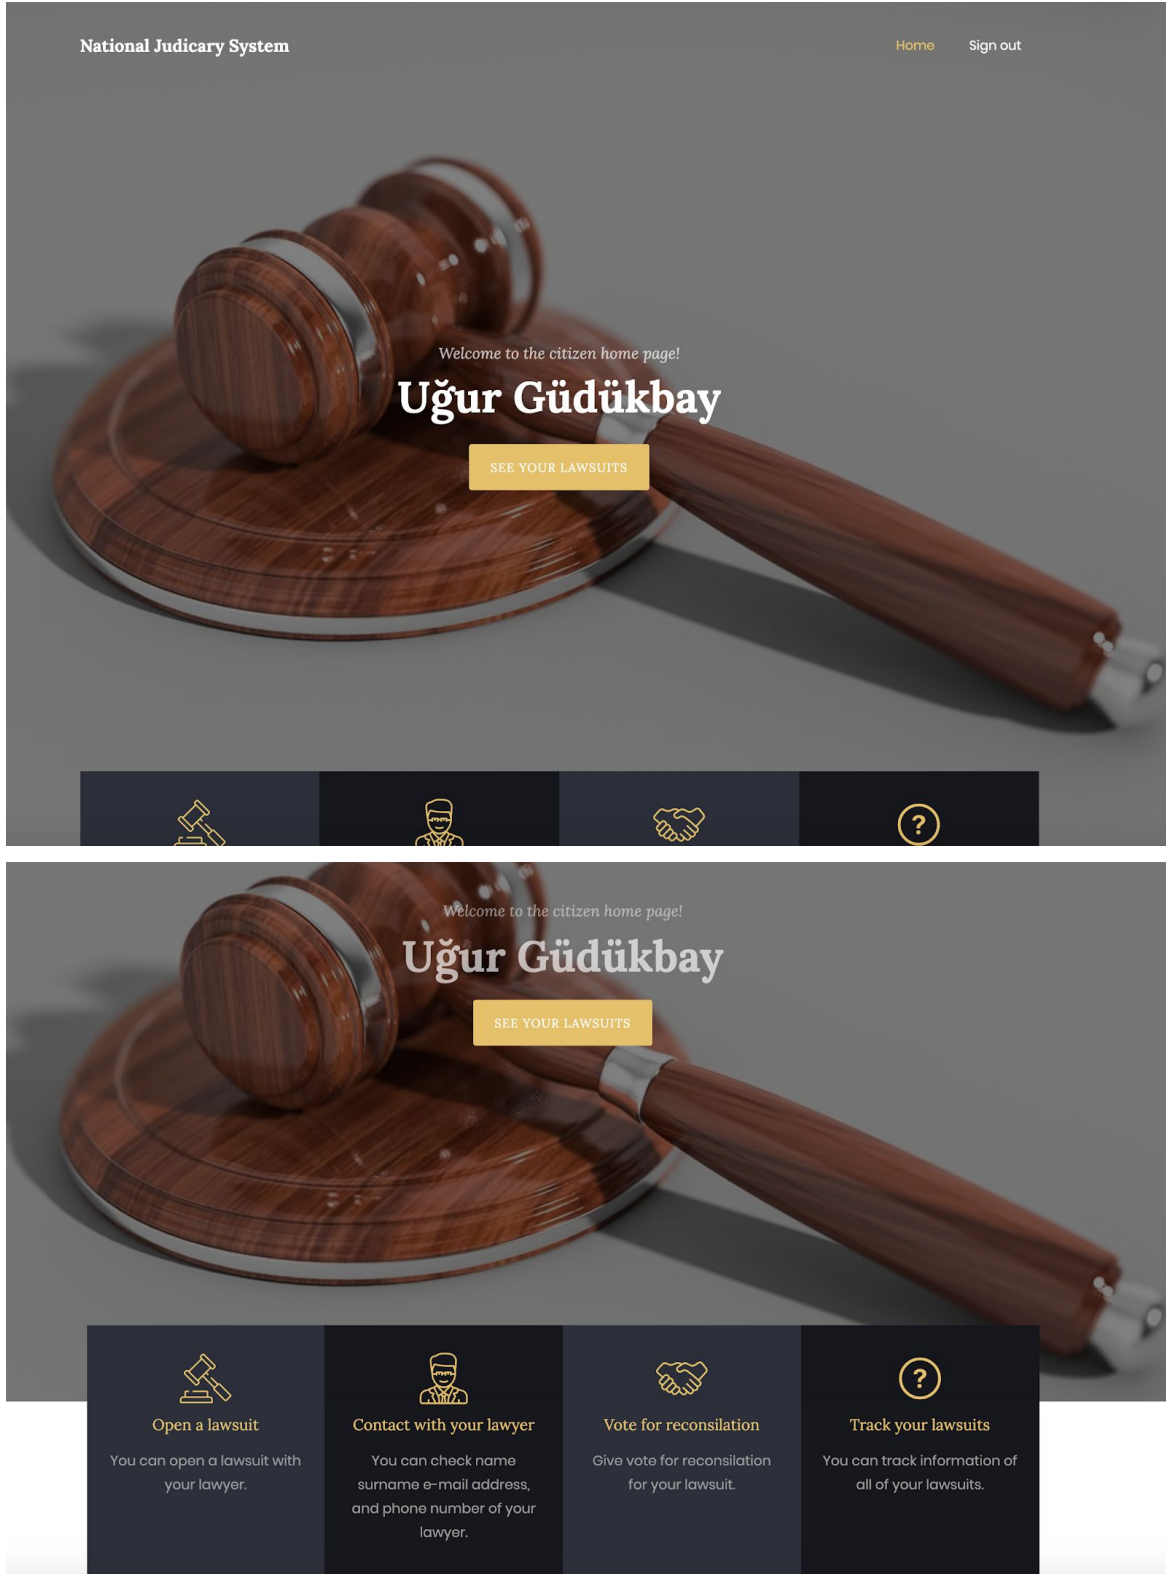 National Judicary System
Home
Sign out
Welcome to the citizen home page!
Uğur Güdükbay
SEE YOUR LAWSUITS
?
Welcome to the citizen home page!
Uğur Güdükbay
SEE YOUR LAWSUITS
?
Open a lawsuit
You can open a lawsuit with
your lawyer.
Contact with your lawyer
You can check name
surname e-mail address,
and phone number of your
lawyer.
Vote for reconsilation
Give vote for reconsilation
for your lawsuit.
Track your lawsuits
You can track information of
all of your lawsuits.